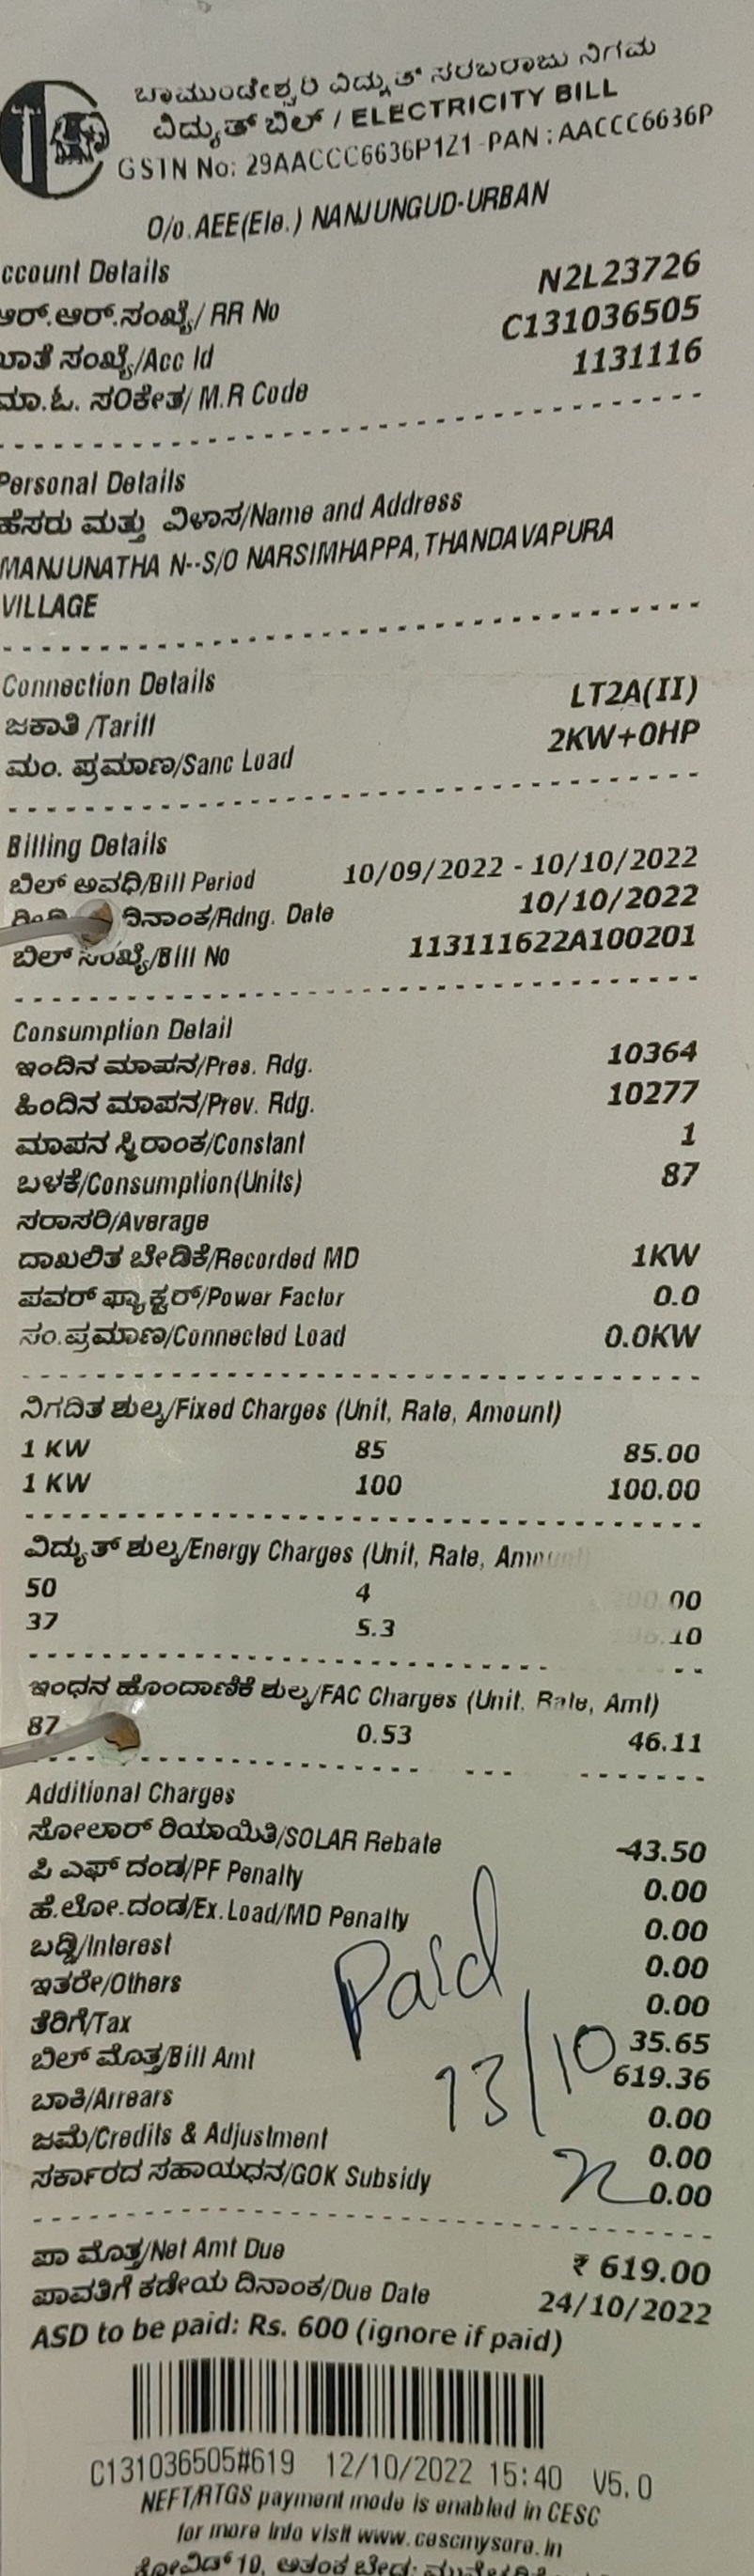 ಚಾಮುಂಡೇಶ್ವರಿ ವಿದ್ಯುತ್ ಸರಬರಾಜು ನಿಗಮ
ವಿದ್ಯುತ್ ಬಿಲ್ / ELECTRICITY BILL
GSTN No: 29AACCC6636P1Z1 -PAN : AACCC6636P
O/o.AEE(Ele.) NANJUNGUD-URBAN
ccount Details
ಆರ್.ಆರ್.ಸಂಖ್ಯೆ/ RR No N2L23726
ಖಾತೆ ಸಂಖ್ಯೆ/Acc Id C131036505
ಮಾ.ಓ. ಸಂಕೇತ/ M.R Code 1131116
Personal Details
ಹೆಸರು ಮತ್ತು ವಿಳಾಸ/Name and Address
MANJUNATHA N--S/O NARSIMHAPPA,THANDAVAPURA
VILLAGE
Connection Details
ಜಕಾತಿ /Tariff LT2A(II)
ಮಂ. ಪ್ರಮಾಣ/Sanc Load 2KW+0HP
Billing Details
ಬಿಲ್ ಅವಧಿ/Bill Period 10/09/2022 - 10/10/2022
ದಿನಾಂಕ/Rdng. Date 10/10/2022
ಬಿಲ್ ಸಂಖ್ಯೆ/Bill No 113111622A100201
Consumption Detail
ಇಂದಿನ ಮಾಪನ/Pres. Rdg. 10364
ಹಿಂದಿನ ಮಾಪನ/Prev. Rdg. 10277
ಮಾಪನ ಸ್ಥಿರಾಂಕ/Constant 1
ಬಳಕೆ/Consumption(Units) 87
ಸರಾಸರಿ/Average
ದಾಖಲಿತ ಬೇಡಿಕೆ/Recorded MD 1KW
ಪವರ್ ಫ್ಯಾಕ್ಟರ್/Power Factor 0.0
ಸಂ.ಪ್ರಮಾಣ/Connected Load 0.0KW
ನಿಗದಿತ ಶುಲ್ಕ/Fixed Charges (Unit, Rate, Amount)
1 KW 85 85.00
1 KW 100 100.00
ವಿದ್ಯುತ್ ಶುಲ್ಕ/Energy Charges (Unit, Rate, Amount)
50 4
37 5.3
ಇಂಧನ ಹೊಂದಾಣಿಕೆ ಶುಲ್ಕ/FAC Charges (Unit, Rate, Amt)
87 0.53 46.11
Additional Charges
ಸೋಲಾರ್ ರಿಯಾಯಿತಿ/SOLAR Rebate -43.50
ಪಿ ಎಫ್ ದಂಡ/PF Penalty 0.00
ಹೆ.ಲೋ.ದಂಡ/Ex.Load/MD Penalty 0.00
ಬಡ್ಡಿ/Interest 0.00
ಇತರೇ/Others 0.00
ತೆರಿಗೆ/Tax 35.65
ಬಿಲ್ ಮೊತ್ತ/Bill Amt 619.36
ಬಾಕಿ/Arrears 0.00
ಜಮೆ/Credits & Adjustment 0.00
ಸರ್ಕಾರದ ಸಹಾಯಧನ/GOK Subsidy 0.00
Paid
13/10
ಪಾ ಮೊತ್ತ/Net Amt Due ₹ 619.00
ಪಾವತಿಗೆ ಕಡೇಯ ದಿನಾಂಕ/Due Date 24/10/2022
ASD to be paid: Rs. 600 (ignore if paid)
C131036505#619 12/10/2022 15:40 V5.0
NEFT/RTGS payment mode is enabled in CESC
for more info visit www.cescmysore.in